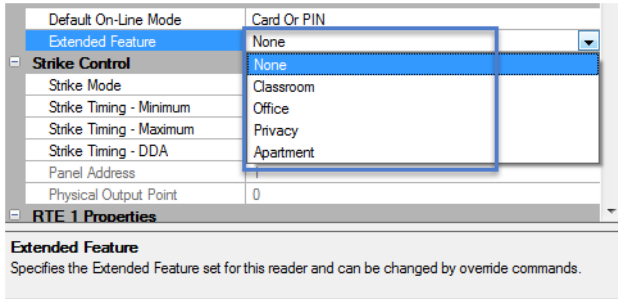 Default On-Line Mode Card Or PIN
Extended Feature None
Strike Control None
Strike Mode Classroom
Strike Timing - Minimum Office
Strike Timing - Maximum Privacy
Strike Timing - DDA Apartment
Panel Address
Physical Output Point 0
RTE 1 Properties
Extended Feature
Specifies the Extended Feature set for this reader and can be changed by override commands.